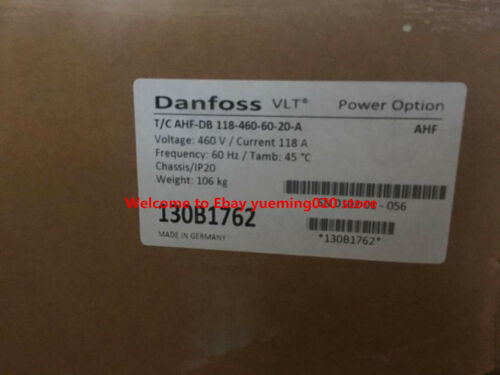 Danfoss VLT® Power Option
T/C AHF-DB 118-460-60-20-A AHF
Voltage: 460 V / Current 118 A
Frequency: 60 Hz / Tamb: 45 °C
Chassis/IP20
Weight: 106 kg
Welcome to Ebay yueming020 store
- 056
130B1762
*130B1762*
MADE IN GERMANY